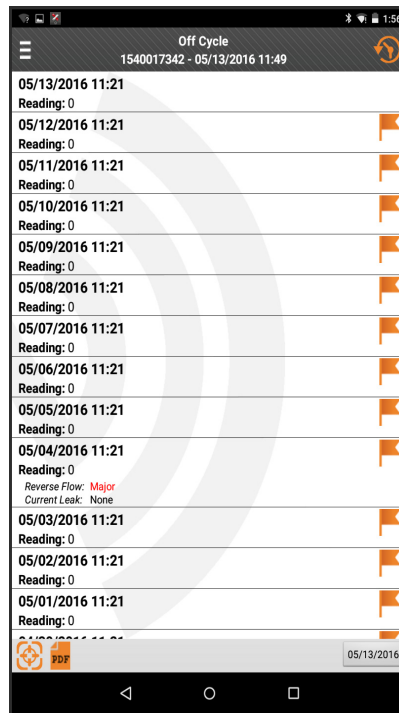 1:56
Off Cycle
1540017342 - 05/13/2016 11:49
05/13/2016 11:21
Reading: 0
05/12/2016 11:21
Reading: 0
05/11/2016 11:21
Reading: 0
05/10/2016 11:21
Reading: 0
05/09/2016 11:21
Reading: 0
05/08/2016 11:21
Reading: 0
05/07/2016 11:21
Reading: 0
05/06/2016 11:21
Reading: 0
05/05/2016 11:21
Reading: 0
05/04/2016 11:21
Reading: 0
Reverse Flow: Major
Current Leak: None
05/03/2016 11:21
Reading: 0
05/02/2016 11:21
Reading: 0
05/01/2016 11:21
Reading: 0
PDF
05/13/2016